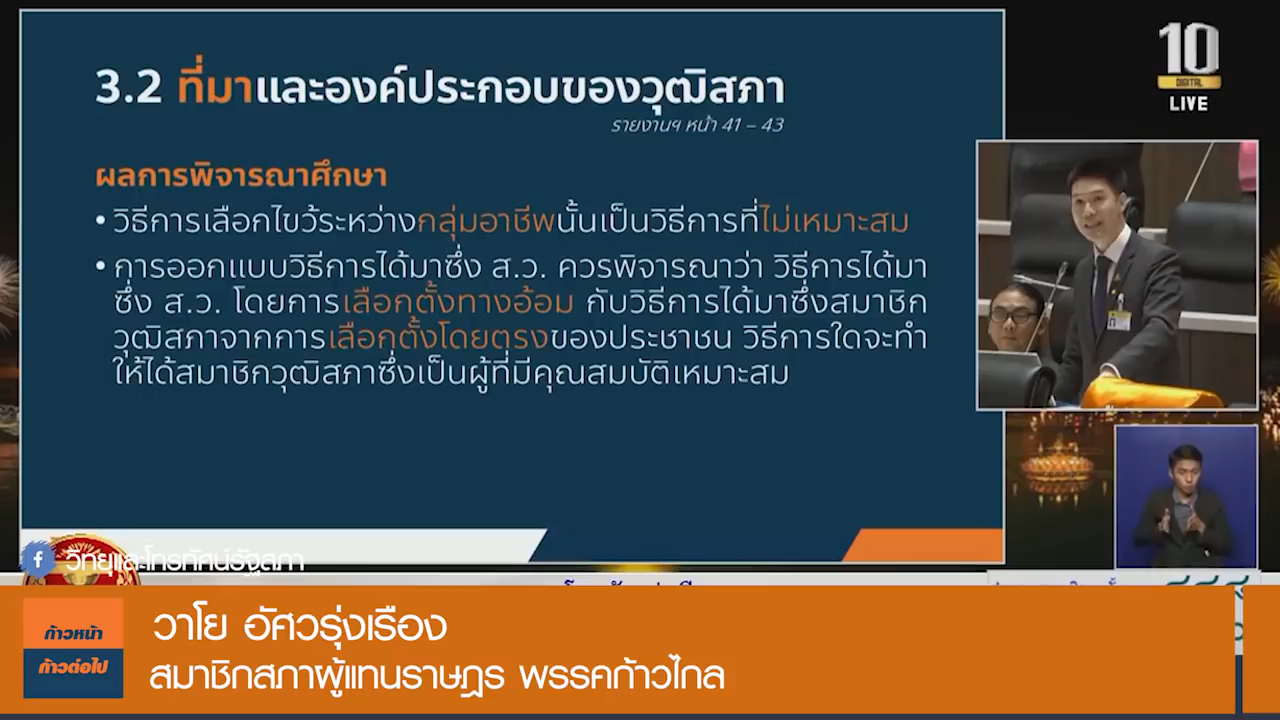 3.2 ที่มาและองค์ประกอบของวุฒิสภา
รายงานฯ หน้า 41 – 43
ผลการพิจารณาศึกษา
• วิธีการเลือกไขว้ระหว่างกลุ่มอาชีพนั้นเป็นวิธีการที่ไม่เหมาะสม
• การออกแบบวิธีการได้มาซึ่ง ส.ว. ควรพิจารณาว่า วิธีการได้มา
ซึ่ง ส.ว. โดยการเลือกตั้งทางอ้อม กับวิธีการได้มาซึ่งสมาชิก
วุฒิสภาจากการเลือกตั้งโดยตรงของประชาชน วิธีการใดจะทำ
ให้ได้สมาชิกวุฒิสภาซึ่งเป็นผู้ที่มีคุณสมบัติเหมาะสม
10
DIGITAL
LIVE
วิทยุและโทรทัศน์รัฐสภา
ก้าวหน้า
ก้าวต่อไป
วาโย อัศวรุ่งเรือง
สมาชิกสภาผู้แทนราษฎร พรรคก้าวไกล